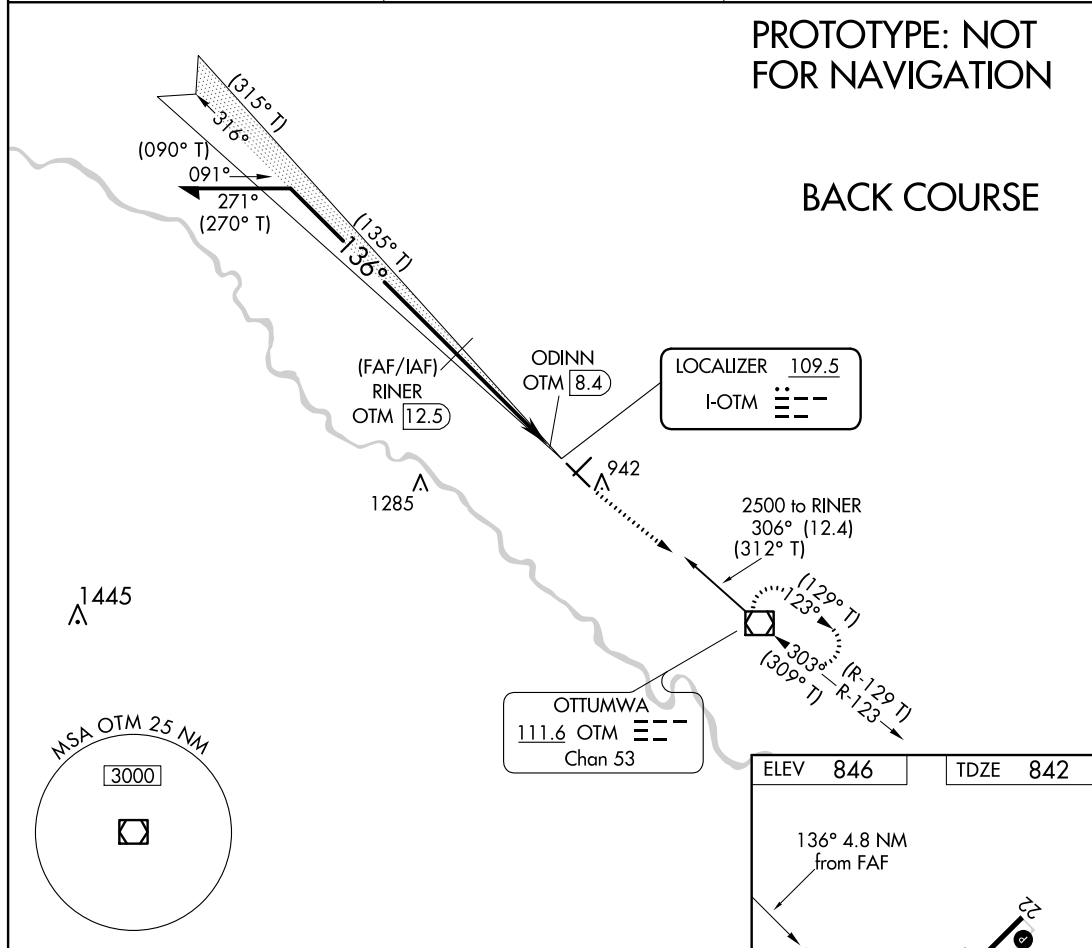 PROTOTYPE: NOT
FOR NAVIGATION
BACK COURSE
(315° T)
316°
(090° T)
091°
271°
(270° T)
(135° T)
136°
(FAF/IAF)
RINER
OTM 12.5
ODINN
OTM 8.4
LOCALIZER 109.5
I-OTM
942
1285
2500 to RINER
306° (12.4)
(312° T)
1445
(129° T)
123°
303°
(309° T)
R-123
(R-129 T)
OTTUMWA
111.6 OTM
Chan 53
MSA OTM 25 NM
3000
ELEV 846
TDZE 842
136° 4.8 NM
from FAF
22
P